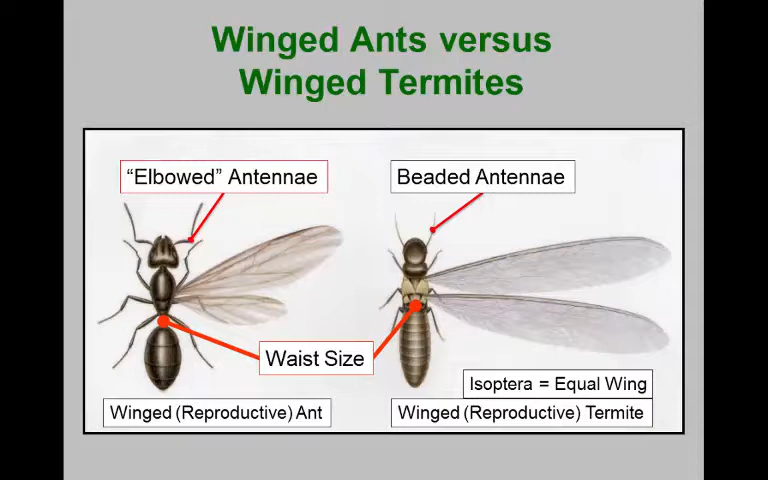 Winged Ants versus
Winged Termites
“Elbowed” Antennae
Beaded Antennae
Waist Size
Isoptera = Equal Wing
Winged (Reproductive) Ant
Winged (Reproductive) Termite